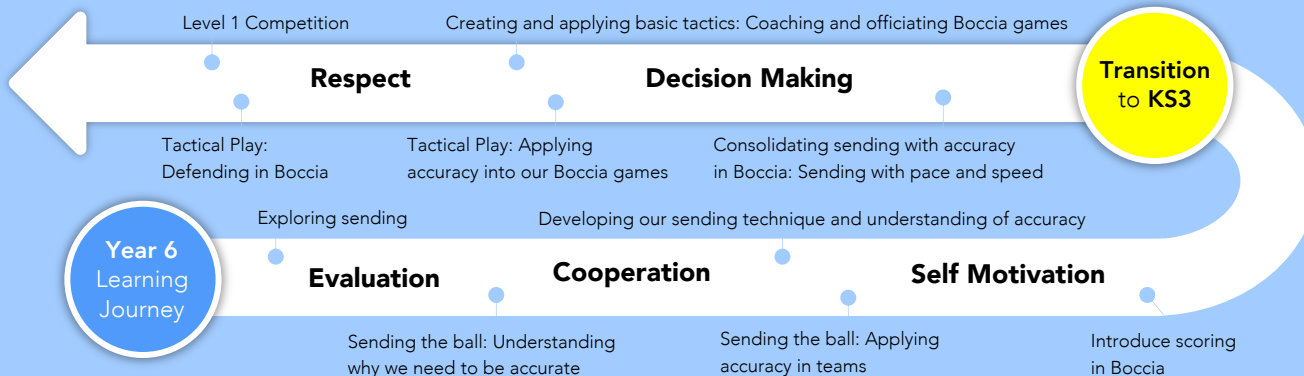 Level 1 Competition
Creating and applying basic tactics: Coaching and officiating Boccia games
Respect
Decision Making
Transition
to KS3
Tactical Play:
Defending in Boccia
Tactical Play: Applying
accuracy into our Boccia games
Consolidating sending with accuracy
in Boccia: Sending with pace and speed
Exploring sending
Developing our sending technique and understanding of accuracy
Year 6
Learning
Journey
Evaluation
Cooperation
Self Motivation
Sending the ball: Understanding
why we need to be accurate
Sending the ball: Applying
accuracy in teams
Introduce scoring
in Boccia